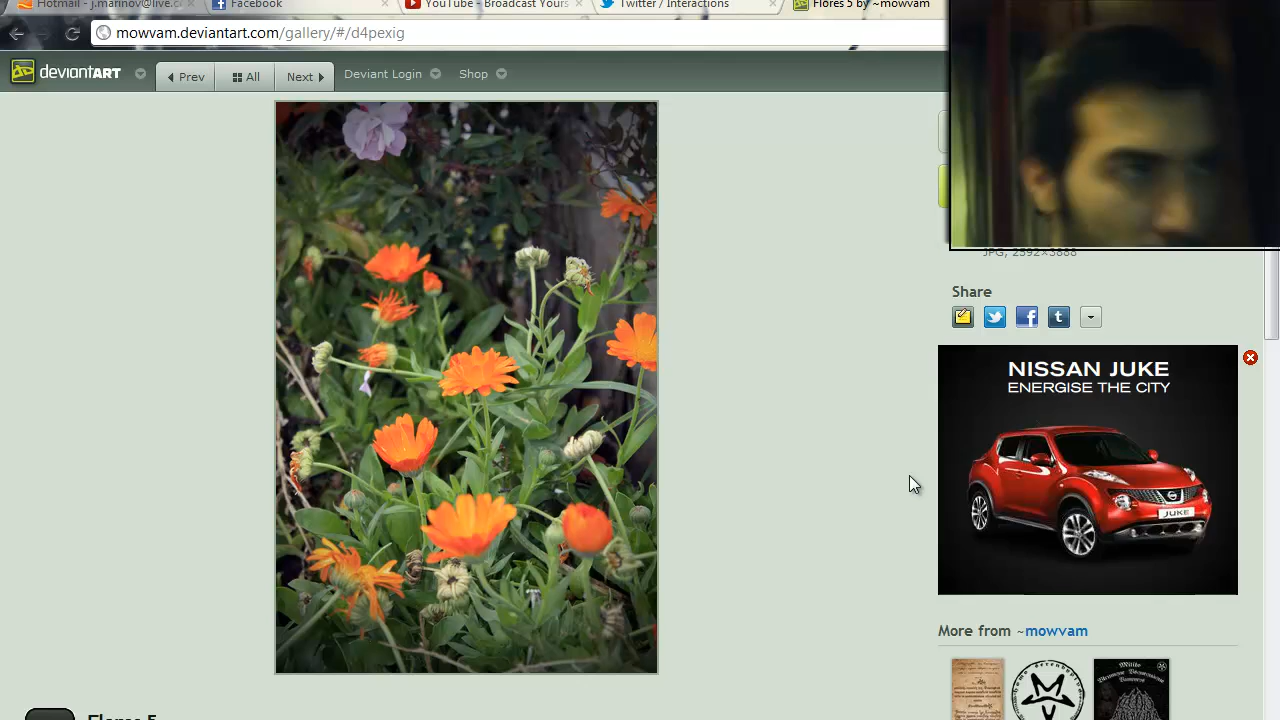 Hotmail - j.marinov@live.c
Facebook
YouTube - Broadcast Yours
Twitter / Interactions
Flores 5 by ~mowvam
mowvam.deviantart.com/gallery/#/d4pexig
deviantART
Prev
All
Next
Deviant Login
Shop
JPG, 2592×3888
Share
NISSAN JUKE
ENERGISE THE CITY
JUKE
More from ~mowvam
Flores 5